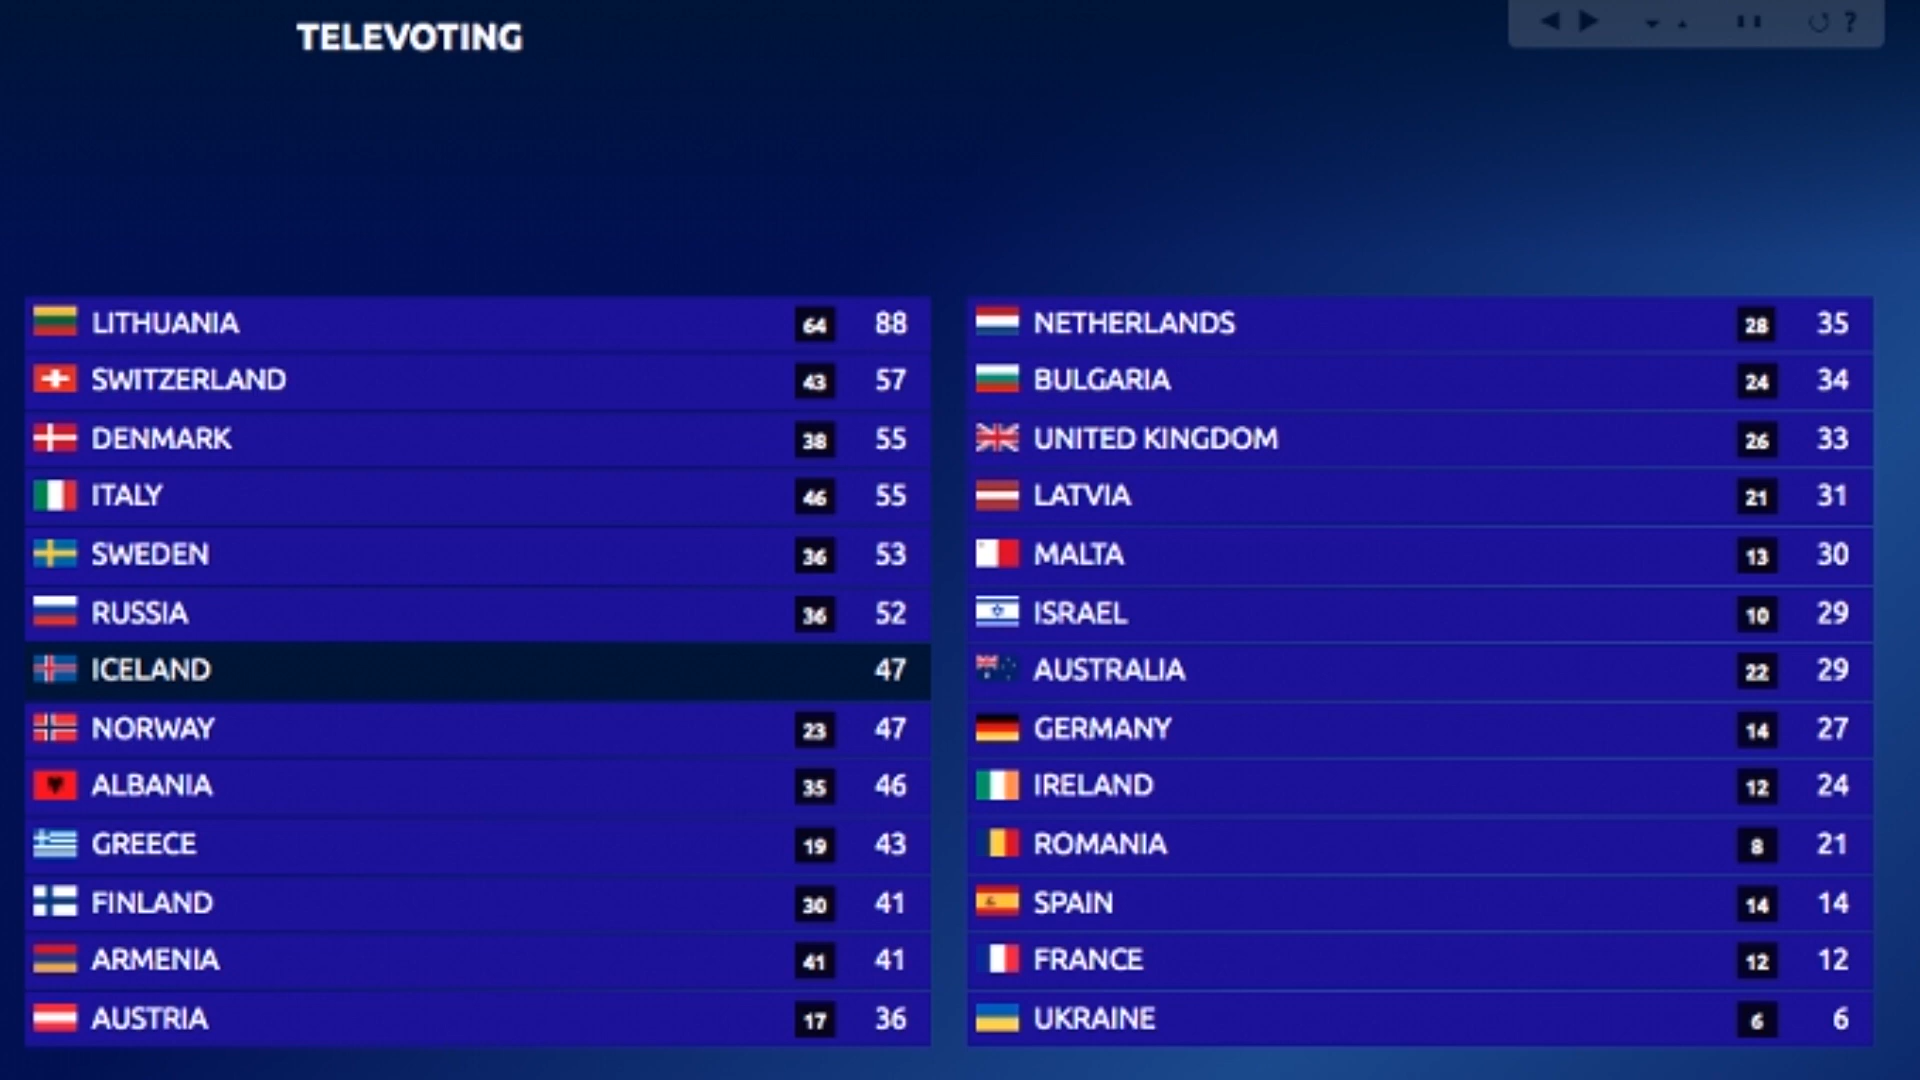 TELEVOTING
?
LITHUANIA 64 88
SWITZERLAND 43 57
DENMARK 38 55
ITALY 46 55
SWEDEN 36 53
RUSSIA 36 52
ICELAND 47
NORWAY 23 47
ALBANIA 35 46
GREECE 19 43
FINLAND 30 41
ARMENIA 41 41
AUSTRIA 17 36
NETHERLANDS 28 35
BULGARIA 24 34
UNITED KINGDOM 26 33
LATVIA 21 31
MALTA 13 30
ISRAEL 10 29
AUSTRALIA 22 29
GERMANY 14 27
IRELAND 12 24
ROMANIA 8 21
SPAIN 14 14
FRANCE 12 12
UKRAINE 6 6